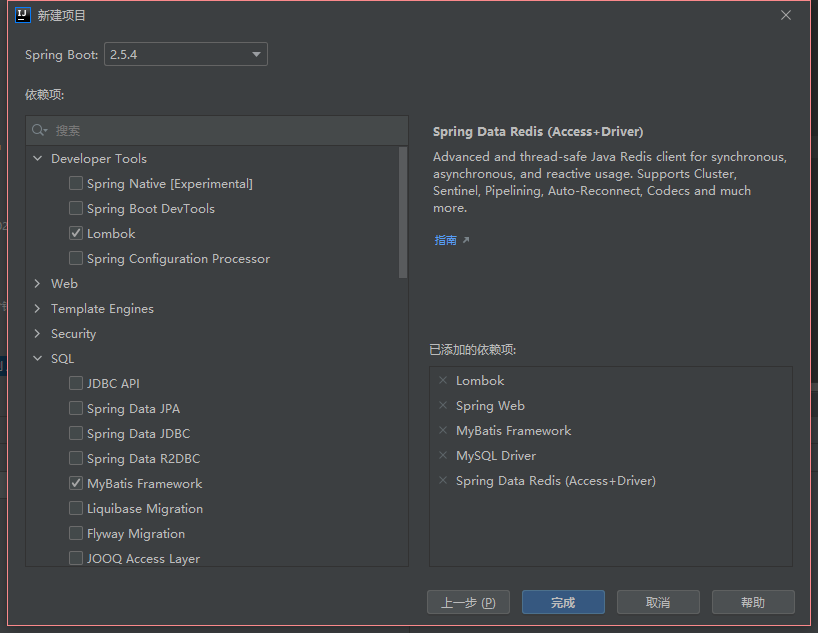 新建项目
Spring Boot: 2.5.4
依赖项:
搜索
Developer Tools
Spring Native [Experimental]
Spring Boot DevTools
Lombok
Spring Configuration Processor
Web
Template Engines
Security
SQL
JDBC API
Spring Data JPA
Spring Data JDBC
Spring Data R2DBC
MyBatis Framework
Liquibase Migration
Flyway Migration
JOOQ Access Layer
Spring Data Redis (Access+Driver)
Advanced and thread-safe Java Redis client for synchronous,
asynchronous, and reactive usage. Supports Cluster,
Sentinel, Pipelining, Auto-Reconnect, Codecs and much
more.
指南
已添加的依赖项:
Lombok
Spring Web
MyBatis Framework
MySQL Driver
Spring Data Redis (Access+Driver)
上一步 (P) 完成 取消 帮助